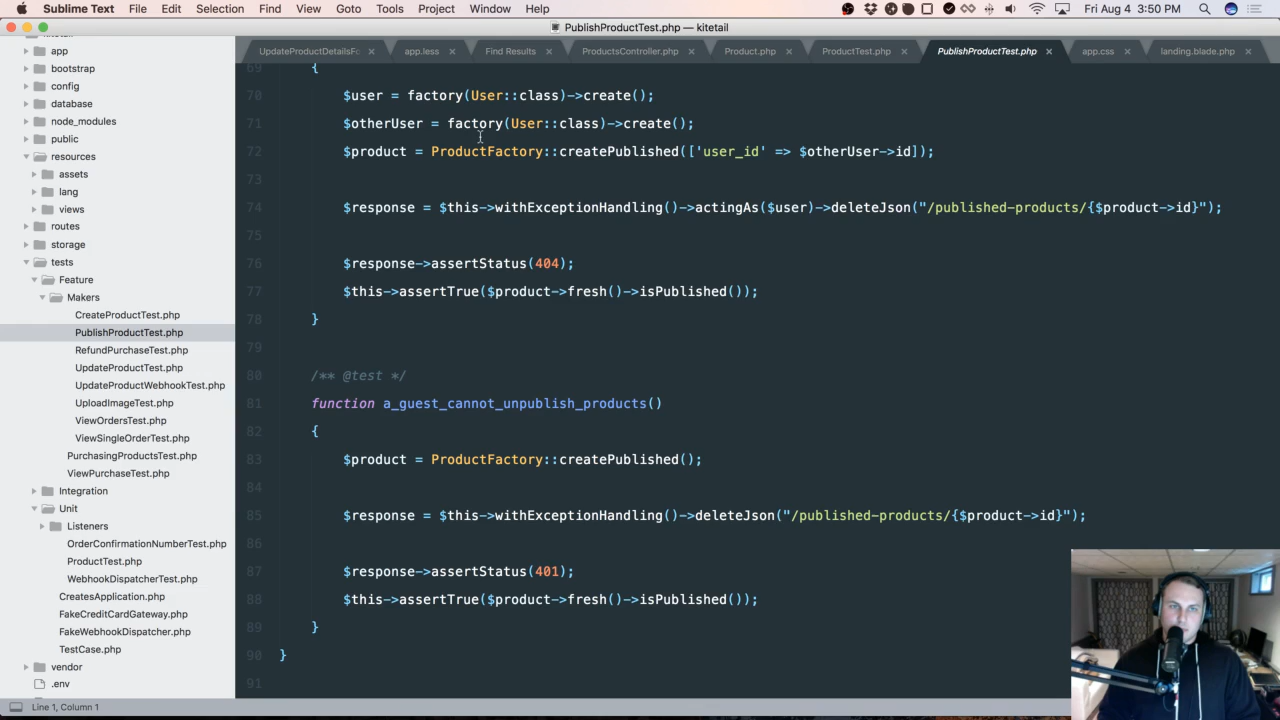 Sublime Text File Edit Selection Find View Goto Tools Project Window Help Fri Aug 4 3:50 PM
PublishProductTest.php — kitetail
UpdateProductDetailsFo app.less Find Results ProductsController.php Product.php ProductTest.php PublishProductTest.php app.css landing.blade.php
app
bootstrap
config
database
node_modules
public
resources
assets
lang
views
routes
storage
tests
Feature
Makers
CreateProductTest.php
PublishProductTest.php
RefundPurchaseTest.php
UpdateProductTest.php
UpdateProductWebhookTest.php
UploadImageTest.php
ViewOrdersTest.php
ViewSingleOrderTest.php
PurchasingProductsTest.php
ViewPurchaseTest.php
Integration
Unit
Listeners
OrderConfirmationNumberTest.php
ProductTest.php
WebhookDispatcherTest.php
CreatesApplication.php
FakeCreditCardGateway.php
FakeWebhookDispatcher.php
TestCase.php
vendor
.env
69 {
70 $user = factory(User::class)->create();
71 $otherUser = factory(User::class)->create();
72 $product = ProductFactory::createPublished(['user_id' => $otherUser->id]);
73
74 $response = $this->withExceptionHandling()->actingAs($user)->deleteJson("/published-products/{$product->id}");
75
76 $response->assertStatus(404);
77 $this->assertTrue($product->fresh()->isPublished());
78 }
79
80 /** @test */
81 function a_guest_cannot_unpublish_products()
82 {
83 $product = ProductFactory::createPublished();
84
85 $response = $this->withExceptionHandling()->deleteJson("/published-products/{$product->id}");
86
87 $response->assertStatus(401);
88 $this->assertTrue($product->fresh()->isPublished());
89 }
90 }
91
Line 1, Column 1